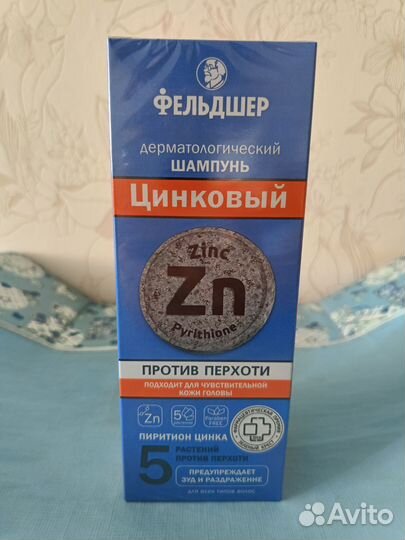 ФЕЛЬДШЕР
дерматологический
ШАМПУНЬ
Цинковый
Zinc
Zn
Pyrithione
ПРОТИВ ПЕРХОТИ
ПОДХОДИТ ДЛЯ ЧУВСТВИТЕЛЬНОЙ
КОЖИ ГОЛОВЫ
Zn
5
Paraben
FREE
ПИРИТИОН ЦИНКА
5 РАСТЕНИЙ
ПРОТИВ ПЕРХОТИ
ПРЕДУПРЕЖДАЕТ
ЗУД И РАЗДРАЖЕНИЕ
ДЛЯ ВСЕХ ТИПОВ ВОЛОС
Avito